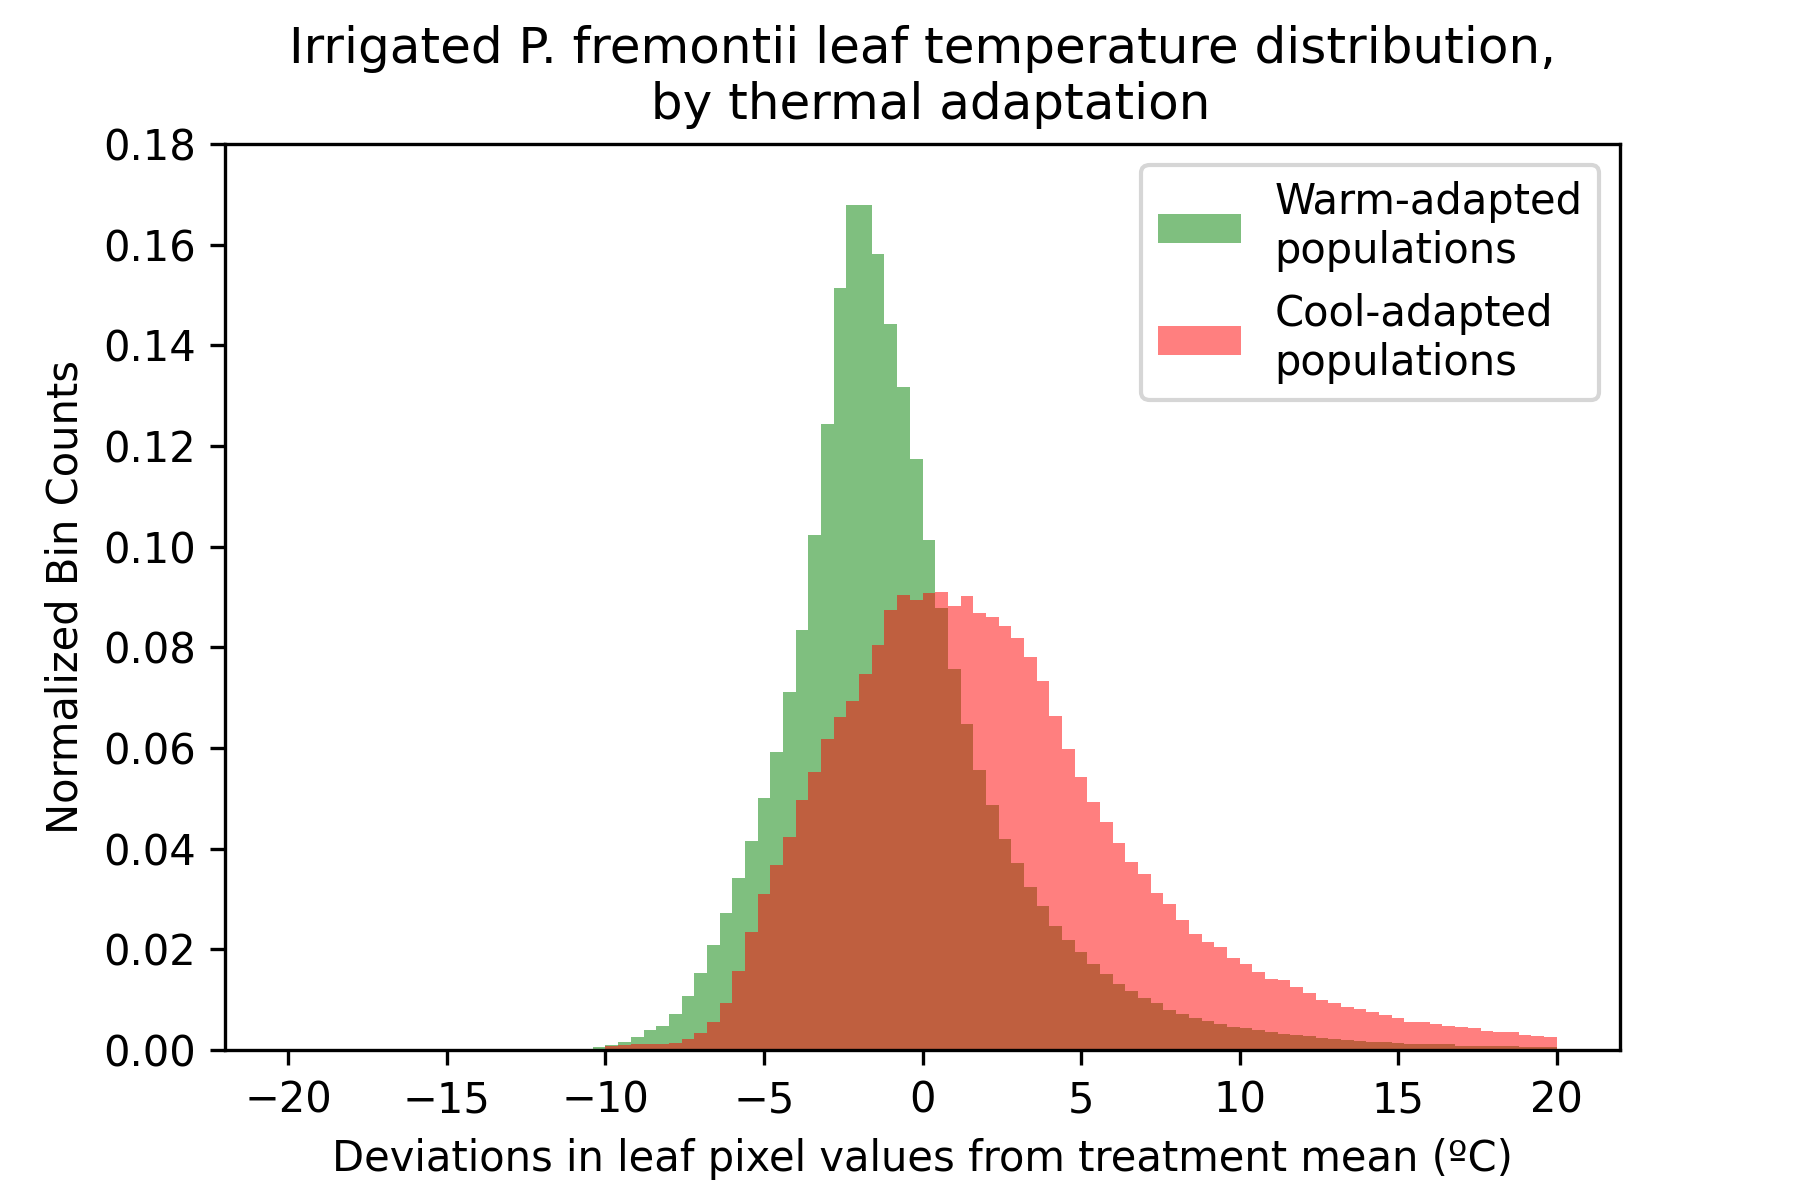 Irrigated P. fremontii leaf temperature distribution,
by thermal adaptation
0.18
0.16
0.14
0.12
0.10
0.08
0.06
0.04
0.02
0.00
Normalized Bin Counts
Warm-adapted
populations
Cool-adapted
populations
−20
−15
−10
−5
0
5
10
15
20
Deviations in leaf pixel values from treatment mean (ºC)